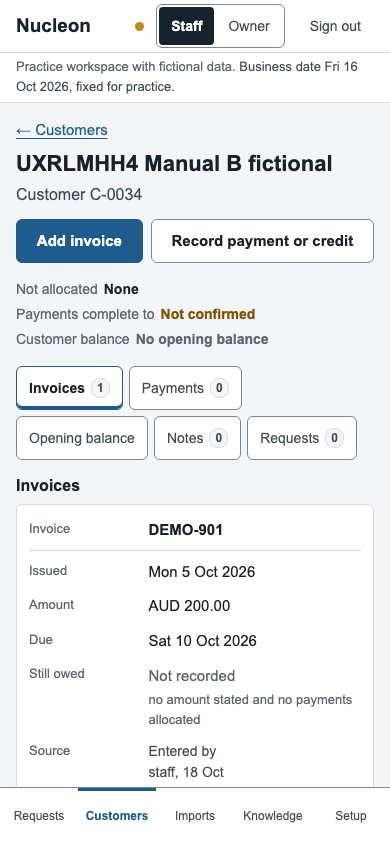 Nucleon Staff Owner Sign out
Practice workspace with fictional data. Business date Fri 16
Oct 2026, fixed for practice.
← Customers
UXRLMHH4 Manual B fictional
Customer C-0034
Add invoice Record payment or credit
Not allocated None
Payments complete to Not confirmed
Customer balance No opening balance
Invoices 1 Payments 0
Opening balance Notes 0 Requests 0
Invoices
Invoice DEMO-901
Issued Mon 5 Oct 2026
Amount AUD 200.00
Due Sat 10 Oct 2026
Still owed Not recorded
no amount stated and no payments
allocated
Source Entered by
staff, 18 Oct
Requests Customers Imports Knowledge Setup